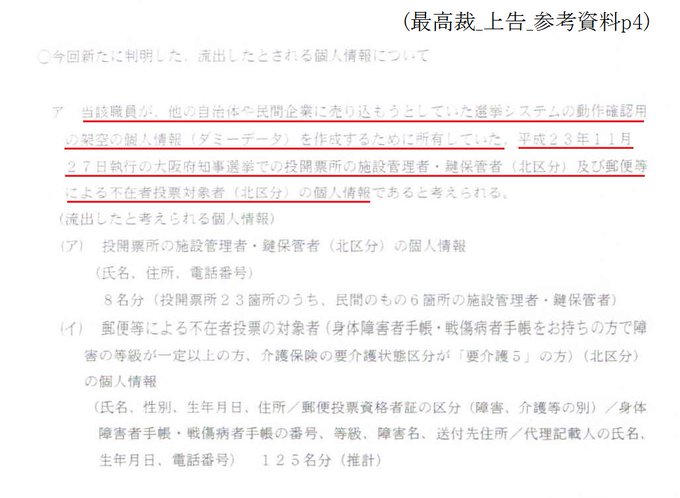 (最高裁_上告_参考資料p4)
○今回新たに判明した、流出したとされる個人情報について
ア 当該職員が、他の自治体や民間企業に売り込もうとしていた選挙システムの動作確認用
の架空の個人情報（ダミーデータ）を作成するために所有していた、平成２３年１１月
２７日執行の大阪府知事選挙での投開票所の施設管理者・鍵保管者（北区分）及び郵便等
による不在者投票対象者（北区分）の個人情報であると考えられる。
(流出したと考えられる個人情報)
(ア) 投開票所の施設管理者・鍵保管者（北区分）の個人情報
(氏名、住所、電話番号)
８名分（投開票所２３箇所のうち、民間のもの６箇所の施設管理者・鍵保管者）
(イ) 郵便等による不在者投票の対象者（身体障害者手帳・戦傷病者手帳をお持ちの方で障
害の等級が一定以上の方、介護保険の要介護状態区分が「要介護５」の方）（北区分）
の個人情報
(氏名、性別、生年月日、住所／郵便投票資格者証の区分（障害、介護等の別）／身体
障害者手帳・戦傷病者手帳の番号、等級、障害名、送付先住所／代理記載人の氏名、
生年月日、電話番号) １２５名分（推計）